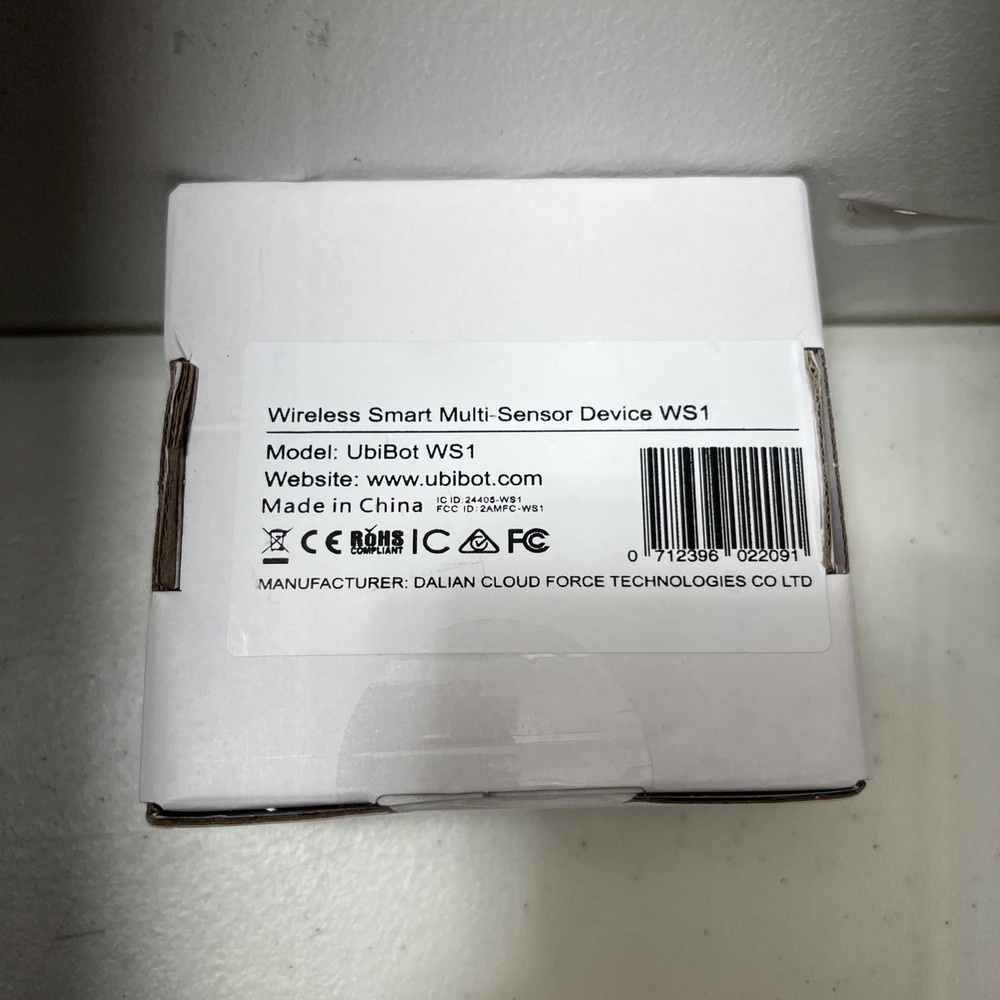 Wireless Smart Multi-Sensor Device WS1
Model: UbiBot WS1
Website: www.ubibot.com
Made in China
IC ID:24405-WS1
FCC ID:2AMFC-WS1
CE RoHS COMPLIANT IC FC
0 712396 022091
MANUFACTURER: DALIAN CLOUD FORCE TECHNOLOGIES CO LTD